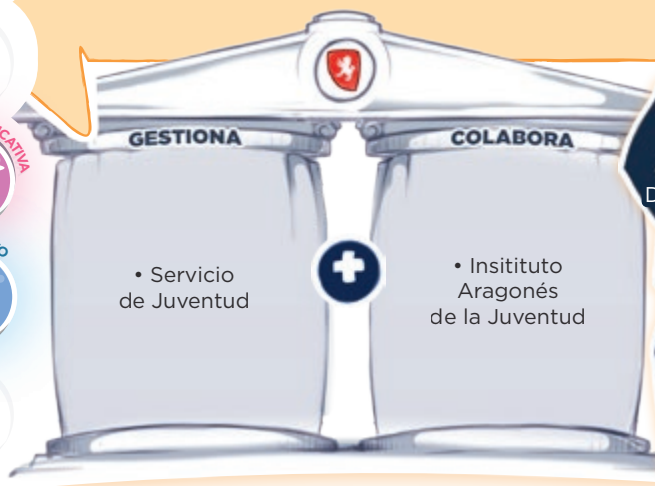 GESTIONA
COLABORA
• Servicio
de Juventud
• Insitituto
Aragonés
de la Juventud